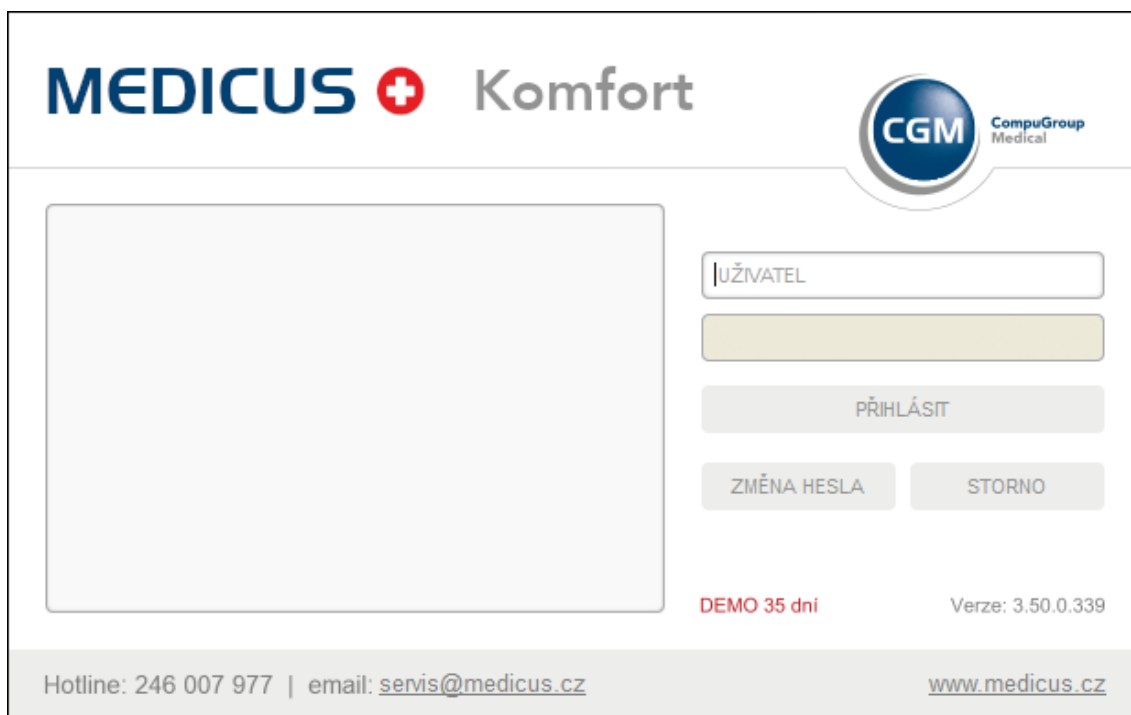 MEDICUS Komfort
CGM CompuGroup
Medical
UŽIVATEL
PŘIHLÁSIT
ZMĚNA HESLA STORNO
DEMO 35 dní Verze: 3.50.0.339
Hotline: 246 007 977 | email: servis@medicus.cz www.medicus.cz